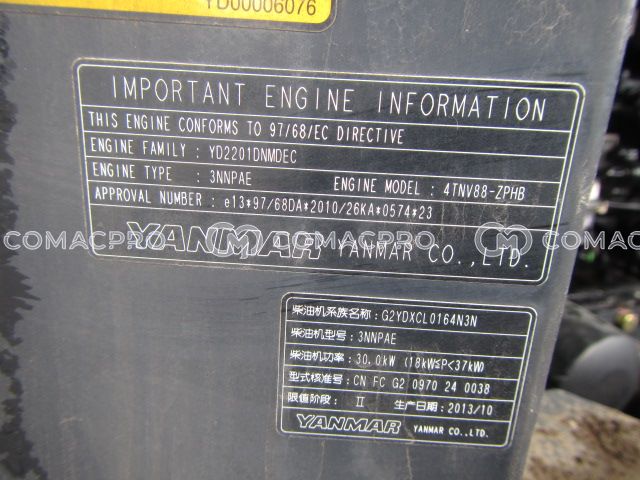 YD00006076
IMPORTANT ENGINE INFORMATION
THIS ENGINE CONFORMS TO 97/68/EC DIRECTIVE
ENGINE FAMILY : YD2201DNMDEC
ENGINE TYPE : 3NNPAE ENGINE MODEL : 4TNV88-ZPHB
APPROVAL NUMBER : e13*97/68DA*2010/26KA*0574*23
YANMAR YANMAR CO.,LTD.
COMACPRO COMACPRO COMAC
柴油机系族名称:G2YDXCL0164N3N
柴油机型号:3NNPAE
柴油机功率:30.0kW (18kW≦P<37kW)
型式核准号:CN FC G2 0970 24 0038
限值阶段:Ⅱ 生产日期:2013/10
YANMAR YANMAR CO.,LTD.